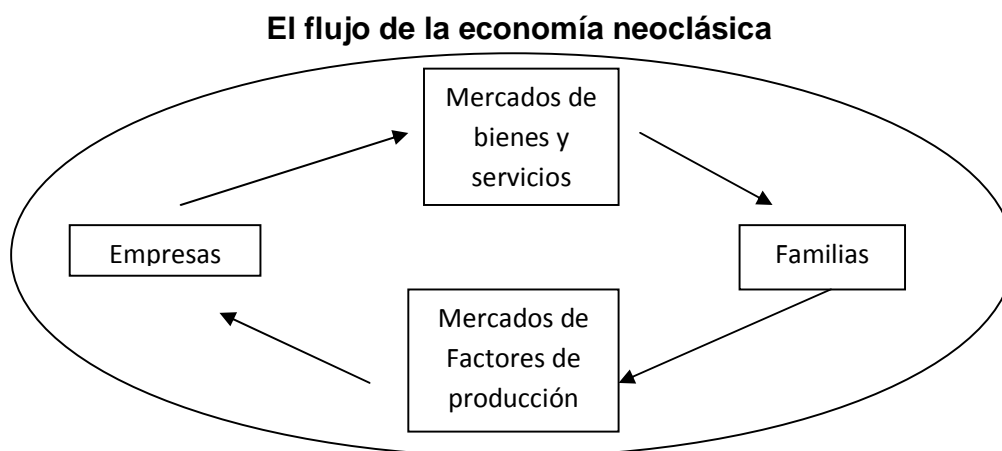 El flujo de la economía neoclásica
Mercados de
bienes y
servicios
Empresas
Familias
Mercados de
Factores de
producción